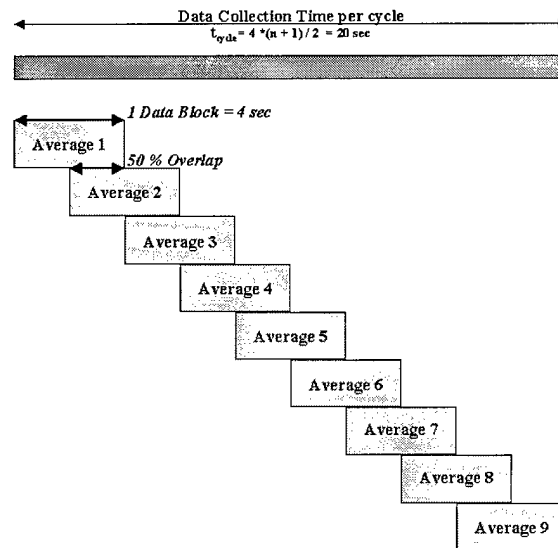 Data Collection Time per cycle
t_cycle = 4 *(n + 1) / 2 = 20 sec
1 Data Block = 4 sec
Average 1
50 % Overlap
Average 2
Average 3
Average 4
Average 5
Average 6
Average 7
Average 8
Average 9